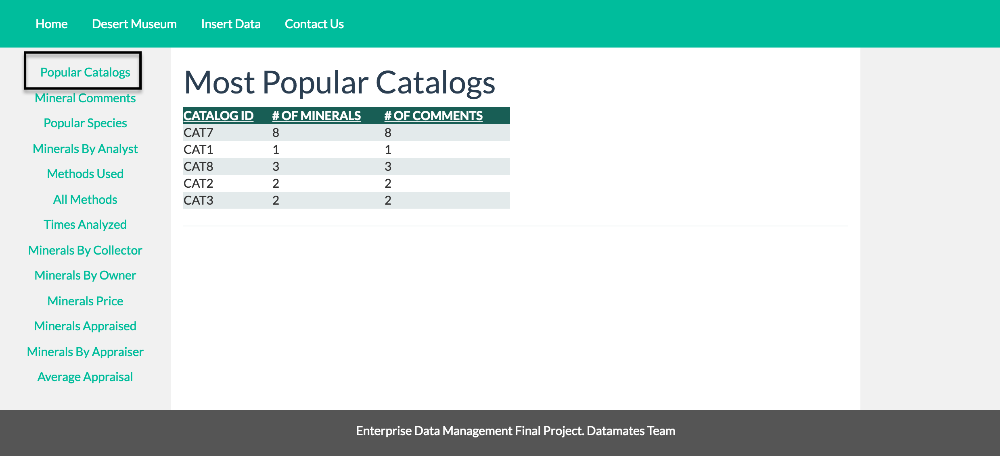 Home Desert Museum Insert Data Contact Us
Popular Catalogs
Mineral Comments
Popular Species
Minerals By Analyst
Methods Used
All Methods
Times Analyzed
Minerals By Collector
Minerals By Owner
Minerals Price
Minerals Appraised
Minerals By Appraiser
Average Appraisal
Most Popular Catalogs
CATALOG ID # OF MINERALS # OF COMMENTS
CAT7 8 8
CAT1 1 1
CAT8 3 3
CAT2 2 2
CAT3 2 2
Enterprise Data Management Final Project. Datamates Team